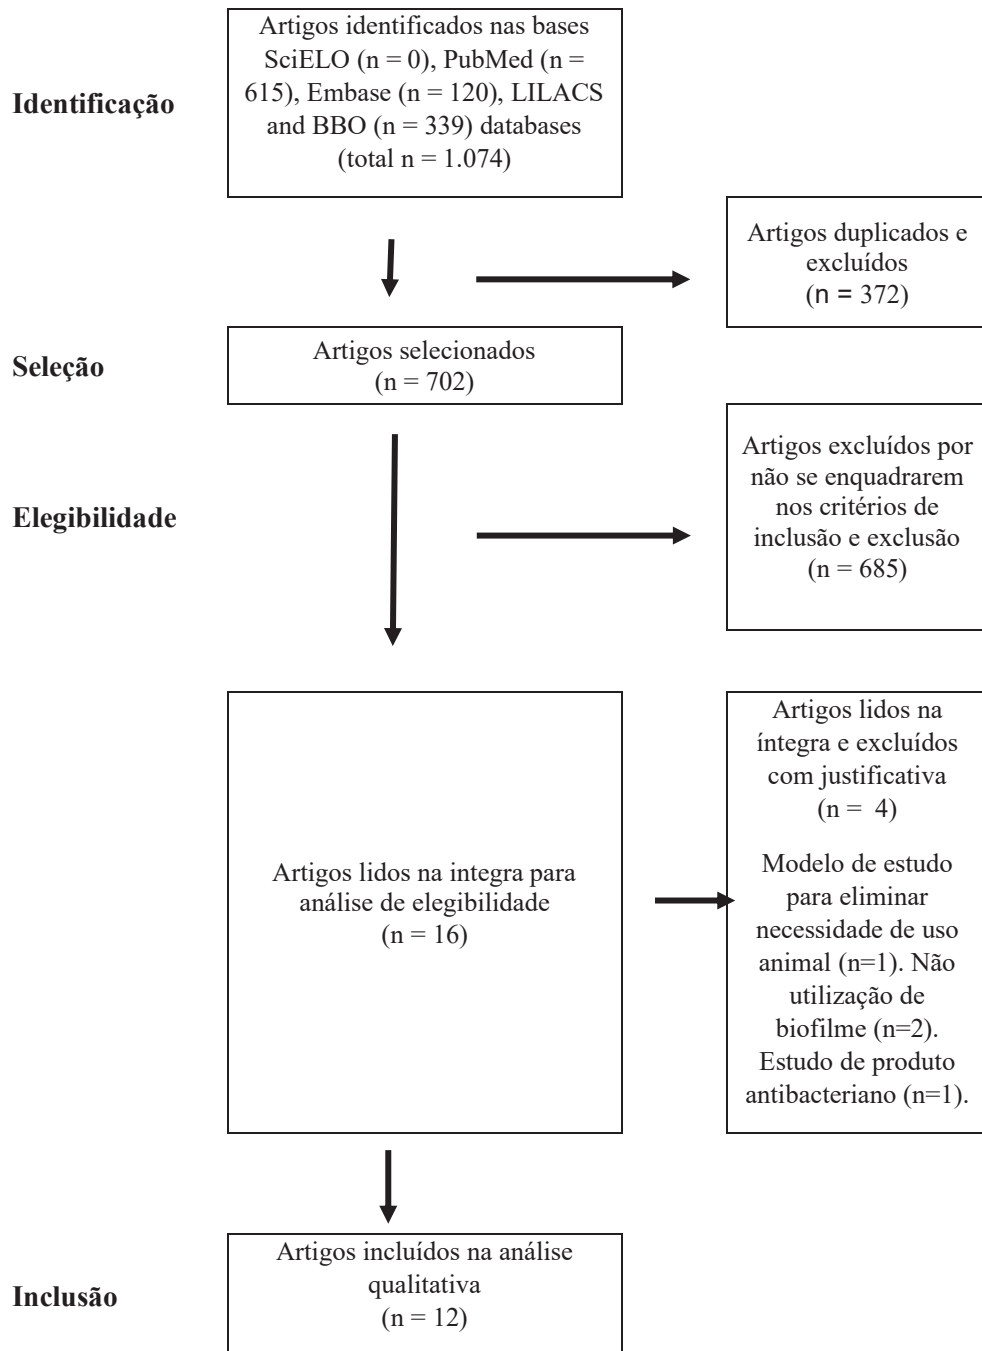 Artigos identificados nas bases
SciELO (n = 0), PubMed (n =
615), Embase (n = 120), LILACS
and BBO (n = 339) databases
(total n = 1.074)
Identificação
Artigos duplicados e
excluídos
(n = 372)
Seleção
Artigos selecionados
(n = 702)
Elegibilidade
Artigos excluídos por
não se enquadrarem
nos critérios de
inclusão e exclusão
(n = 685)
Artigos lidos na integra para
análise de elegibilidade
(n = 16)
Artigos lidos na
íntegra e excluídos
com justificativa
(n =  4)
Modelo de estudo
para eliminar
necessidade de uso
animal (n=1). Não
utilização de
biofilme (n=2).
Estudo de produto
antibacteriano (n=1).
Inclusão
Artigos incluídos na análise
qualitativa
(n = 12)